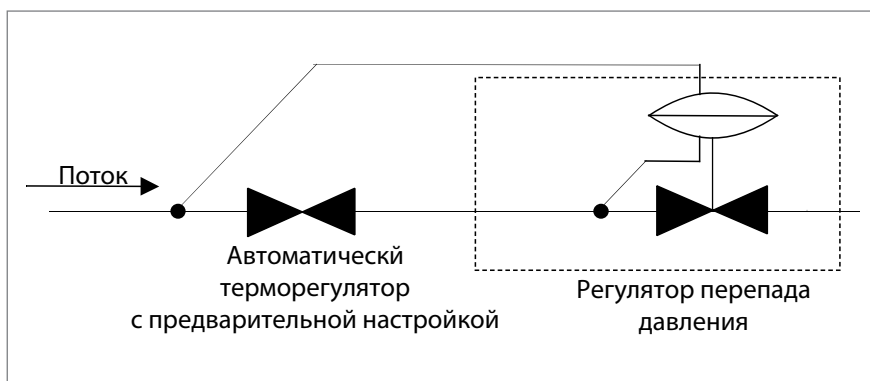 Поток
Автоматическй
терморегулятор
с предварительной настройкой
Регулятор перепада
давления